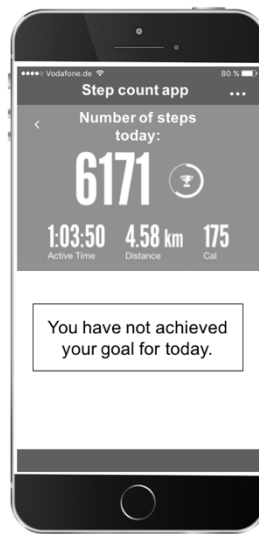 Vodafone.de 80 %
Step count app
Number of steps
today:
6171
1:03:50 4.58 km 175
Active Time Distance Cal
You have not achieved
your goal for today.